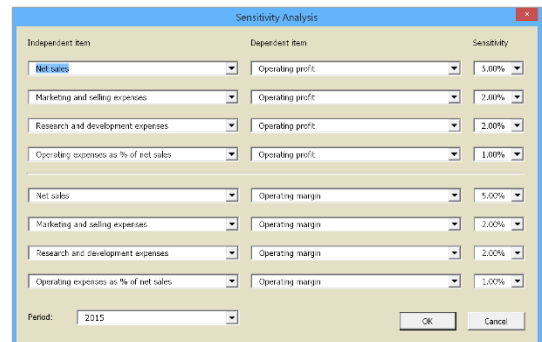 Sensitivity Analysis
Independent item Dependent item Sensitivity
Net sales Operating profit 5.00%
Marketing and selling expenses Operating profit 2.00%
Research and development expenses Operating profit 2.00%
Operating expenses as % of net sales Operating profit 1.00%
Net sales Operating margin 5.00%
Marketing and selling expenses Operating margin 2.00%
Research and development expenses Operating margin 2.00%
Operating expenses as % of net sales Operating margin 1.00%
Period: 2015 OK Cancel